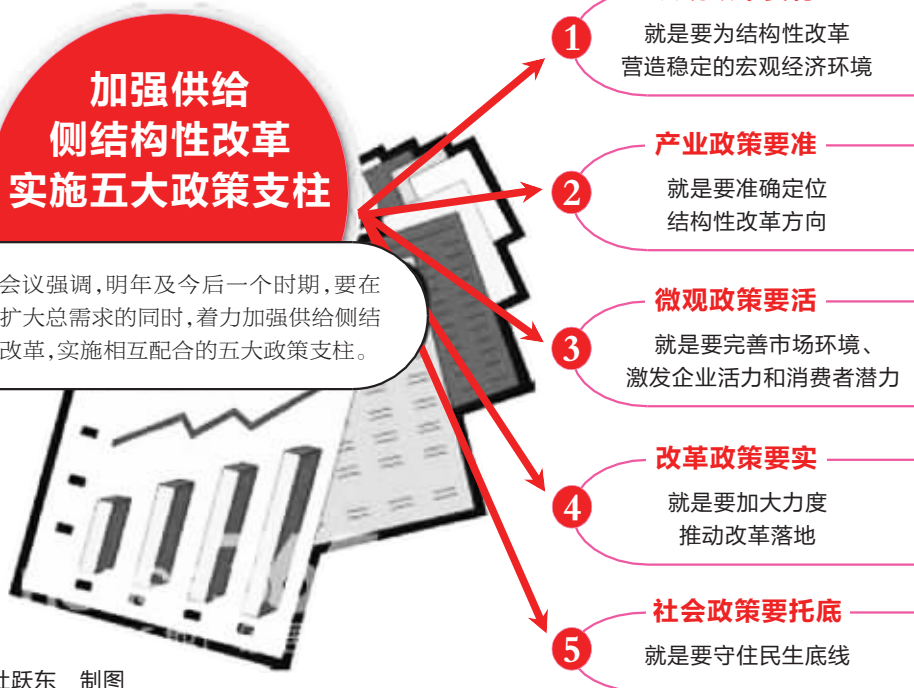 加强供给
侧结构性改革
实施五大政策支柱
会议强调,明年及今后一个时期,要在
扩大总需求的同时,着力加强供给侧结
改革,实施相互配合的五大政策支柱。
1
就是要为结构性改革
营造稳定的宏观经济环境
2
产业政策要准
就是要准确定位
结构性改革方向
3
微观政策要活
就是要完善市场环境、
激发企业活力和消费者潜力
4
改革政策要实
就是要加大力度
推动改革落地
5
社会政策要托底
就是要守住民生底线
跃东 制图